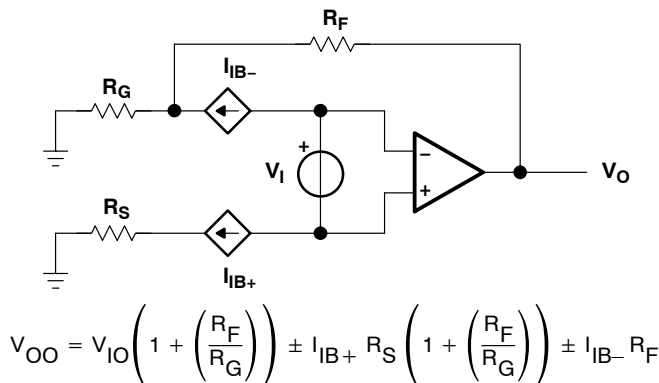 R_F
I_IB−
R_G
+
V_I
−
+
V_O
R_S
I_IB+
V_OO = V_IO(1 + (R_F/R_G)) ± I_IB+ R_S(1 + (R_F/R_G)) ± I_IB− R_F